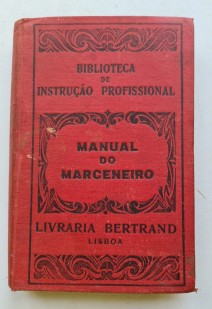 BIBLIOTECA
DE
INSTRUÇÃO PROFISSIONAL
MANUAL
DO
MARCENEIRO
LIVRARIA BERTRAND
LISBOA